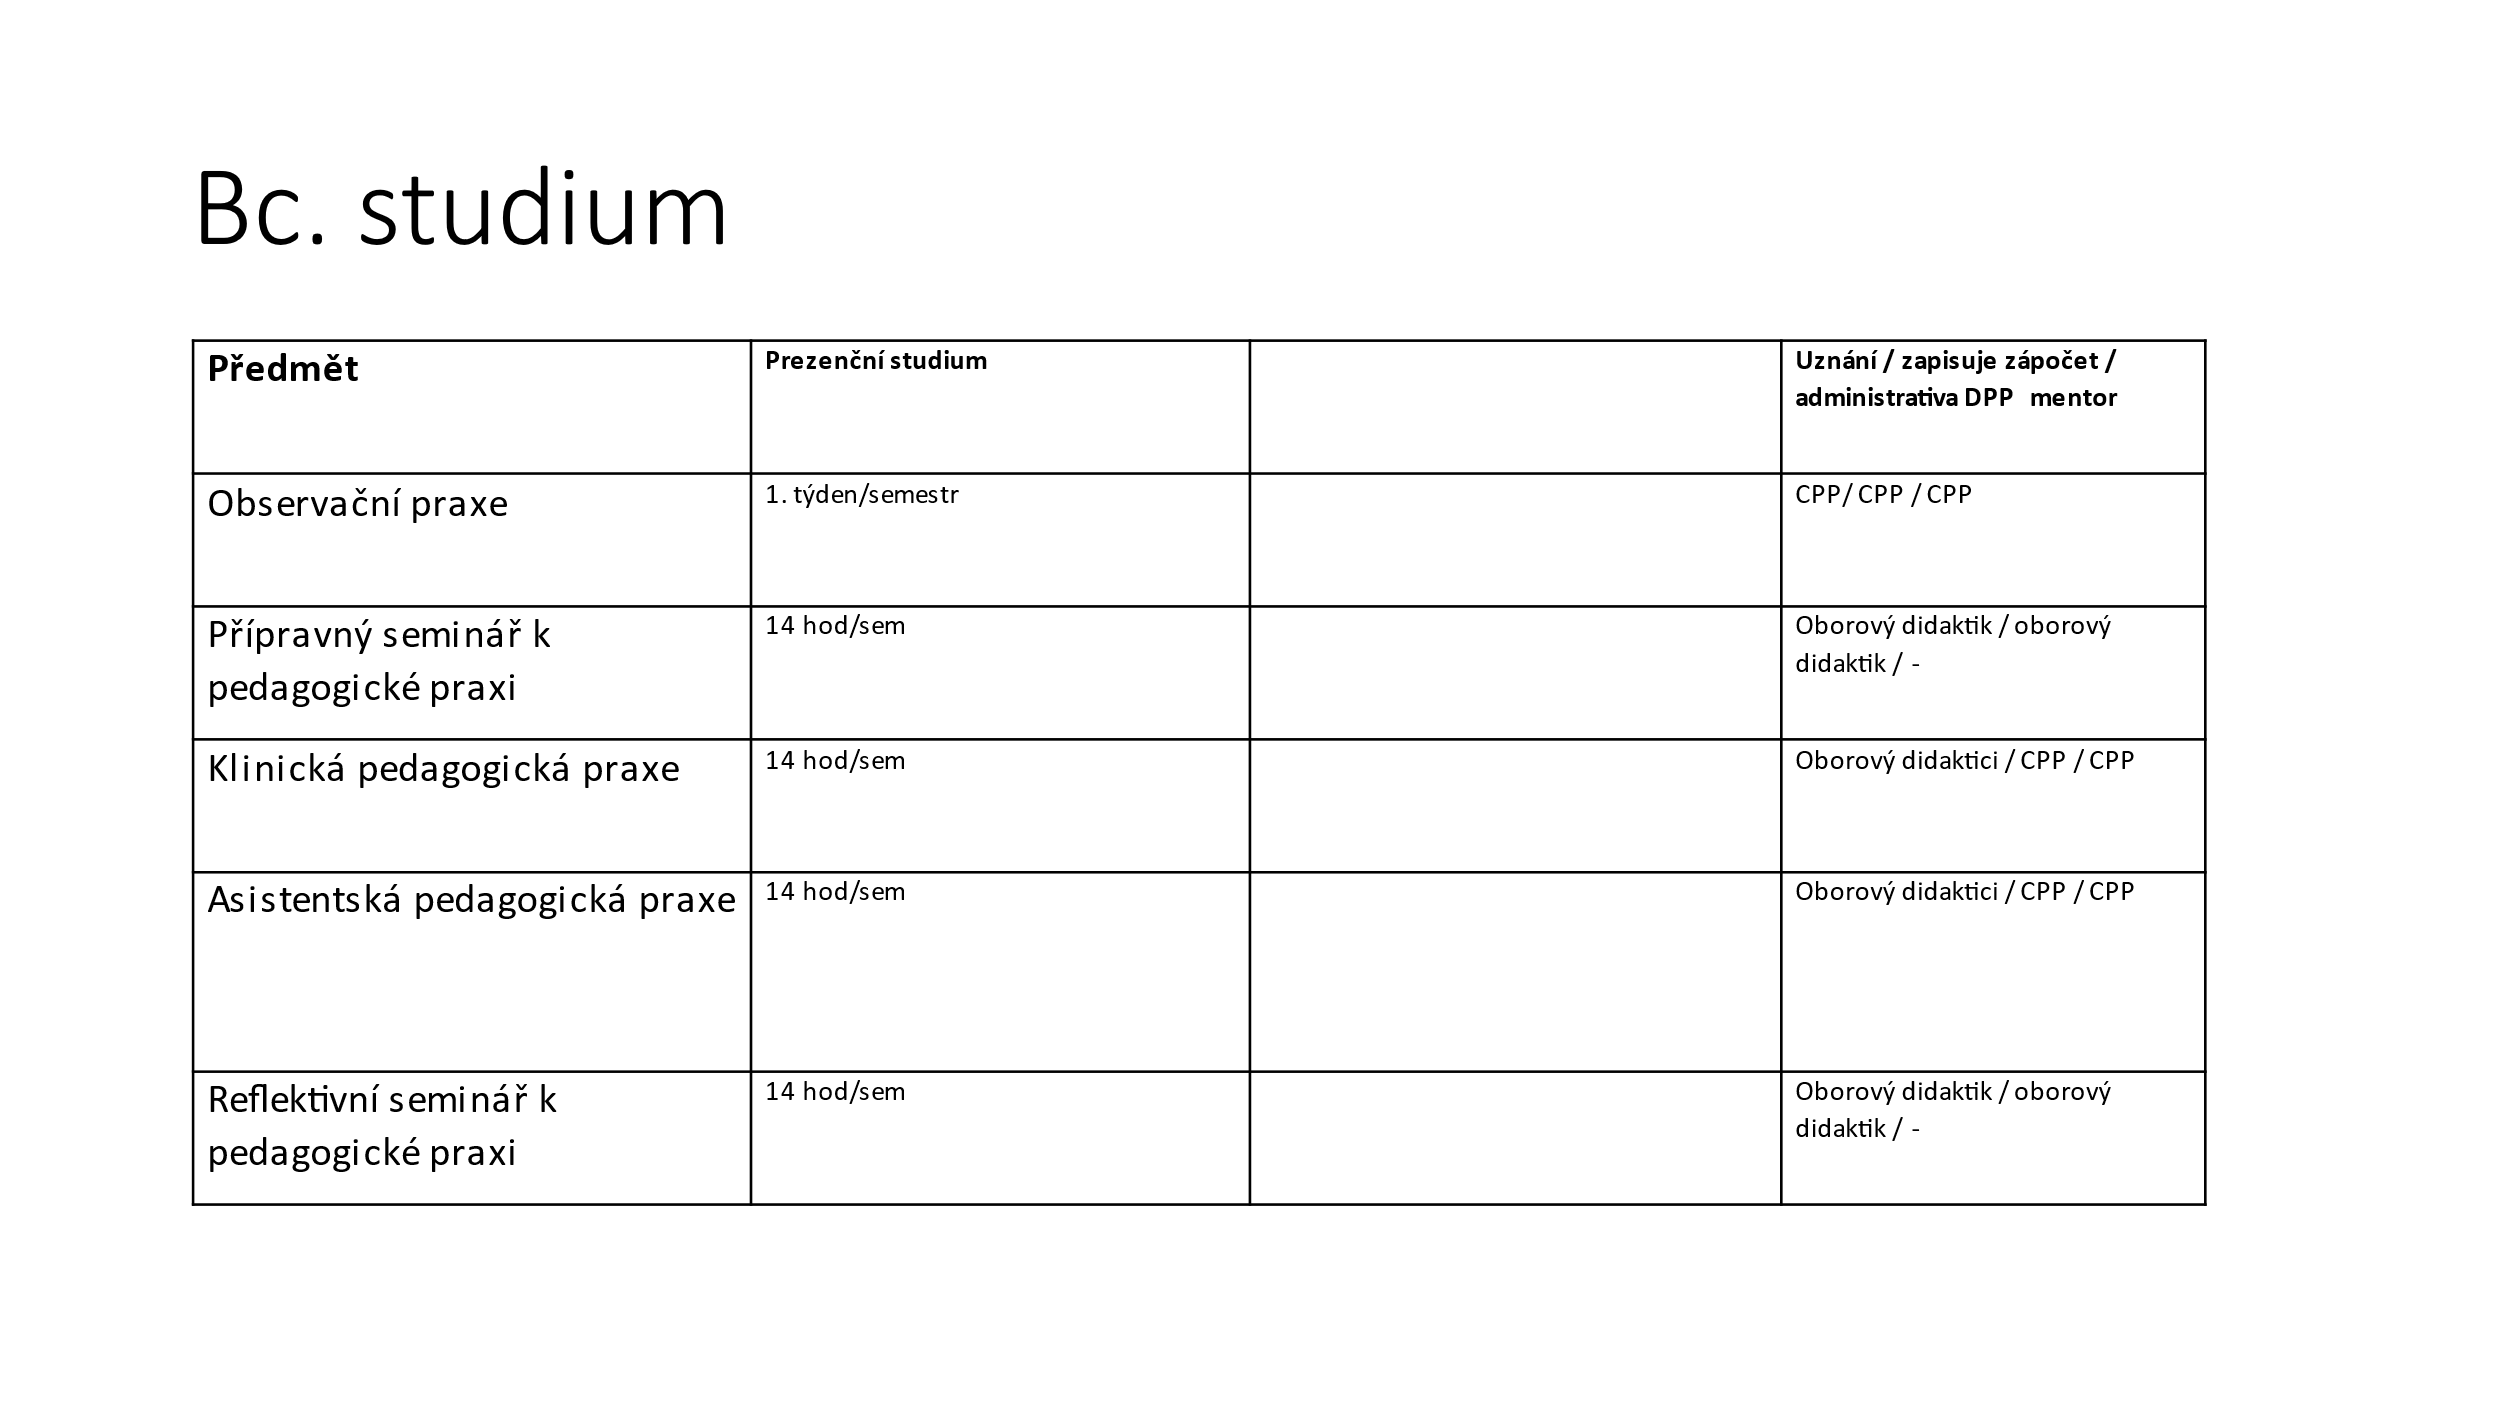 Bc. studium
Předmět
Prezenční studium
Uznání / zapisuje zápočet /
administrativa DPP mentor
Observační praxe
1. týden/semestr
CPP/ CPP / CPP
Přípravný seminář k
pedagogické praxi
14 hod/sem
Oborový didaktik / oborový
didaktik / -
Klinická pedagogická praxe
14 hod/sem
Oborový didaktici / CPP / CPP
Asistentská pedagogická praxe
14 hod/sem
Oborový didaktici / CPP / CPP
Reflektivní seminář k
pedagogické praxi
14 hod/sem
Oborový didaktik / oborový
didaktik / -